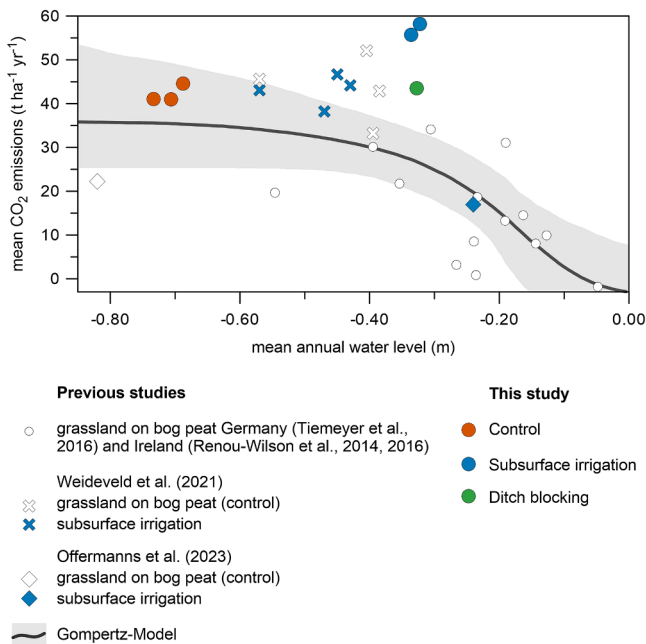 60
50
40
30
20
10
0
mean CO2 emissions (t ha-1 yr-1)
-0.80
-0.60
-0.40
-0.20
0.00
mean annual water level (m)
Previous studies
grassland on bog peat Germany (Tiemeyer et al.,
2016) and Ireland (Renou-Wilson et al., 2014, 2016)
Weideveld et al. (2021)
grassland on bog peat (control)
subsurface irrigation
Offermanns et al. (2023)
grassland on bog peat (control)
subsurface irrigation
Gompertz-Model
This study
Control
Subsurface irrigation
Ditch blocking